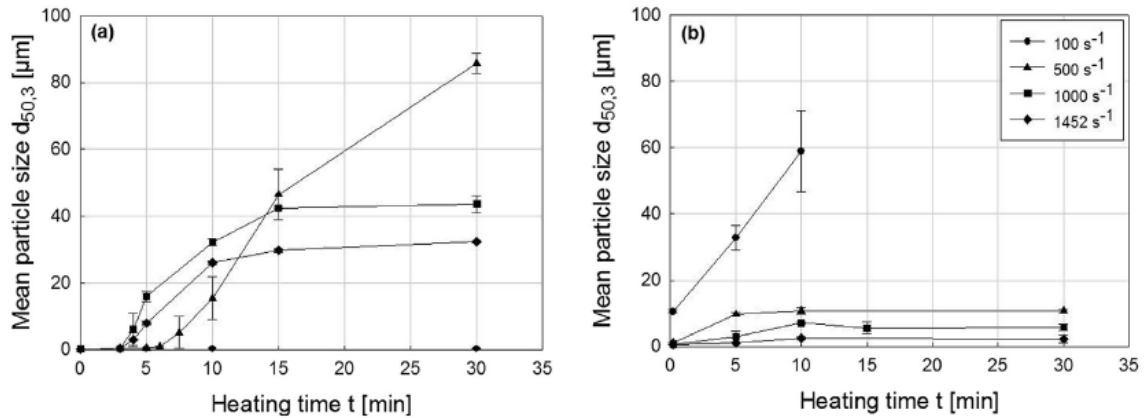 (a)
Mean particle size d50,3 [μm]
100
80
60
40
20
0
0 5 10 15 20 25 30 35
Heating time t [min]
(b)
Mean particle size d50,3 [μm]
100
80
60
40
20
0
0 5 10 15 20 25 30 35
Heating time t [min]
100 s-1
500 s-1
1000 s-1
1452 s-1